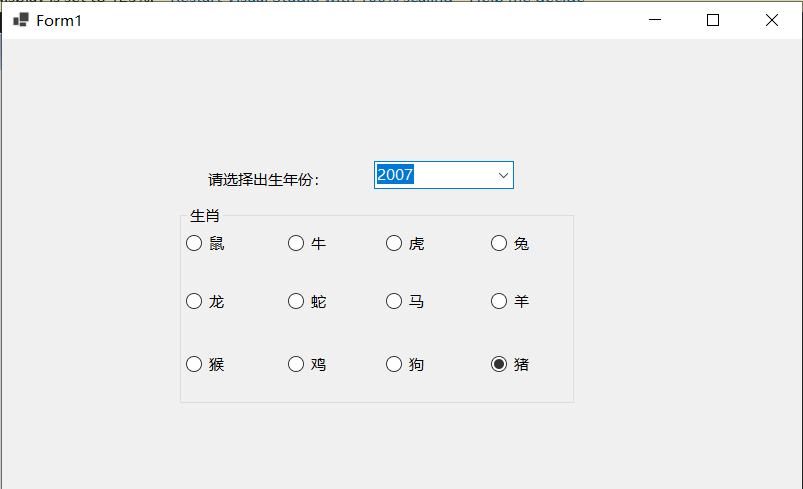 Form1
请选择出生年份：
2007
生肖
鼠 牛 虎 兔
龙 蛇 马 羊
猴 鸡 狗 猪